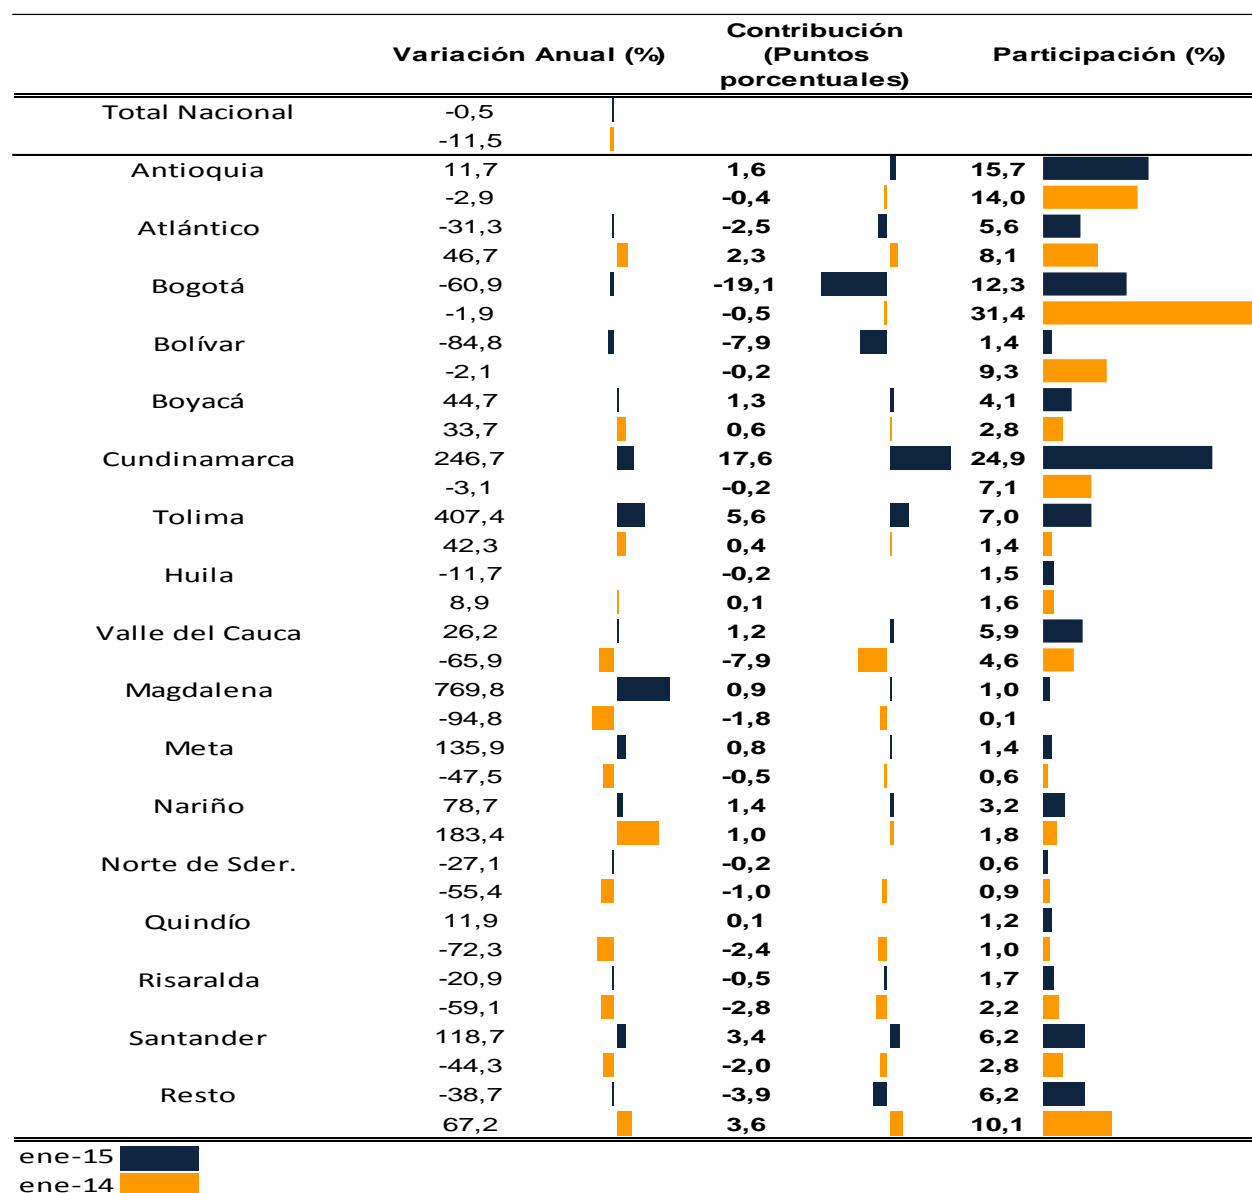 Variación Anual (%) Contribución (Puntos porcentuales) Participación (%)
Total Nacional -0,5
-11,5
Antioquia 11,7 1,6 15,7
-2,9 -0,4 14,0
Atlántico -31,3 -2,5 5,6
46,7 2,3 8,1
Bogotá -60,9 -19,1 12,3
-1,9 -0,5 31,4
Bolívar -84,8 -7,9 1,4
-2,1 -0,2 9,3
Boyacá 44,7 1,3 4,1
33,7 0,6 2,8
Cundinamarca 246,7 17,6 24,9
-3,1 -0,2 7,1
Tolima 407,4 5,6 7,0
42,3 0,4 1,4
Huila -11,7 -0,2 1,5
8,9 0,1 1,6
Valle del Cauca 26,2 1,2 5,9
-65,9 -7,9 4,6
Magdalena 769,8 0,9 1,0
-94,8 -1,8 0,1
Meta 135,9 0,8 1,4
-47,5 -0,5 0,6
Nariño 78,7 1,4 3,2
183,4 1,0 1,8
Norte de Sder. -27,1 -0,2 0,6
-55,4 -1,0 0,9
Quindío 11,9 0,1 1,2
-72,3 -2,4 1,0
Risaralda -20,9 -0,5 1,7
-59,1 -2,8 2,2
Santander 118,7 3,4 6,2
-44,3 -2,0 2,8
Resto -38,7 -3,9 6,2
67,2 3,6 10,1
ene-15
ene-14